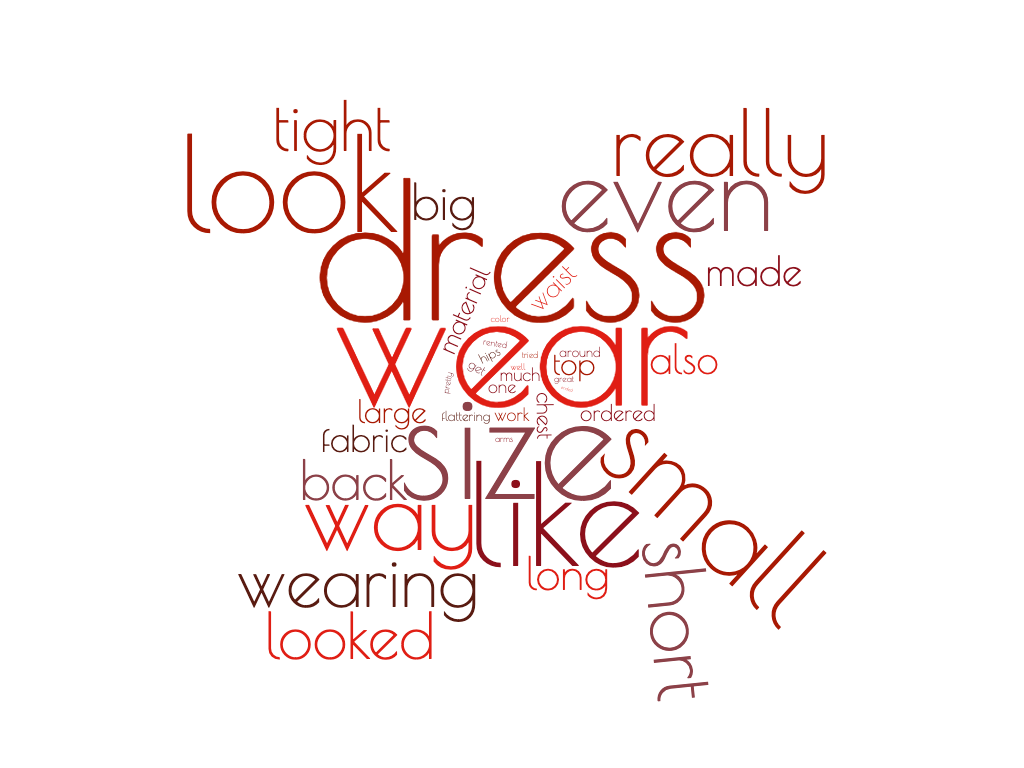 tight
really
look
even
big
dress
made
waist
material
color
wear
rented
around
hips
tried
also
get
top
well
much
great
pretty
one
large
chest
flattering
work
ordered
fabric
arms
size
small
back
like
way
short
long
wearing
looked